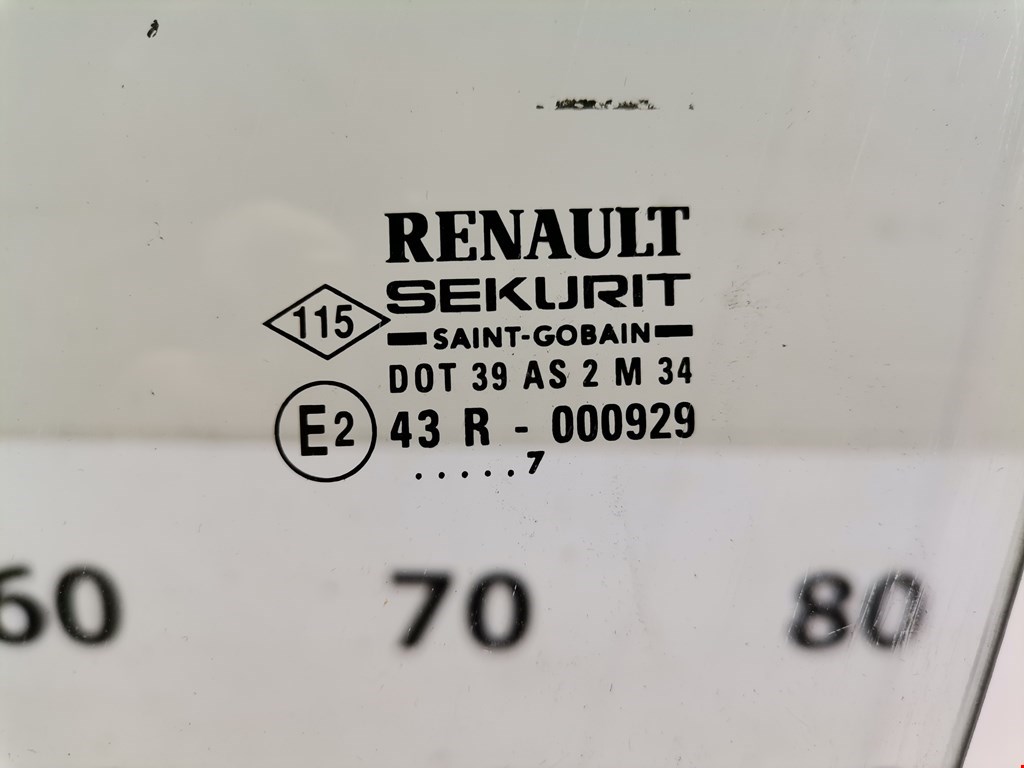 RENAULT
SEKURIT
115
SAINT-GOBAIN
DOT 39 AS 2 M 34
E2 43 R - 000929
.....7
60 70 80